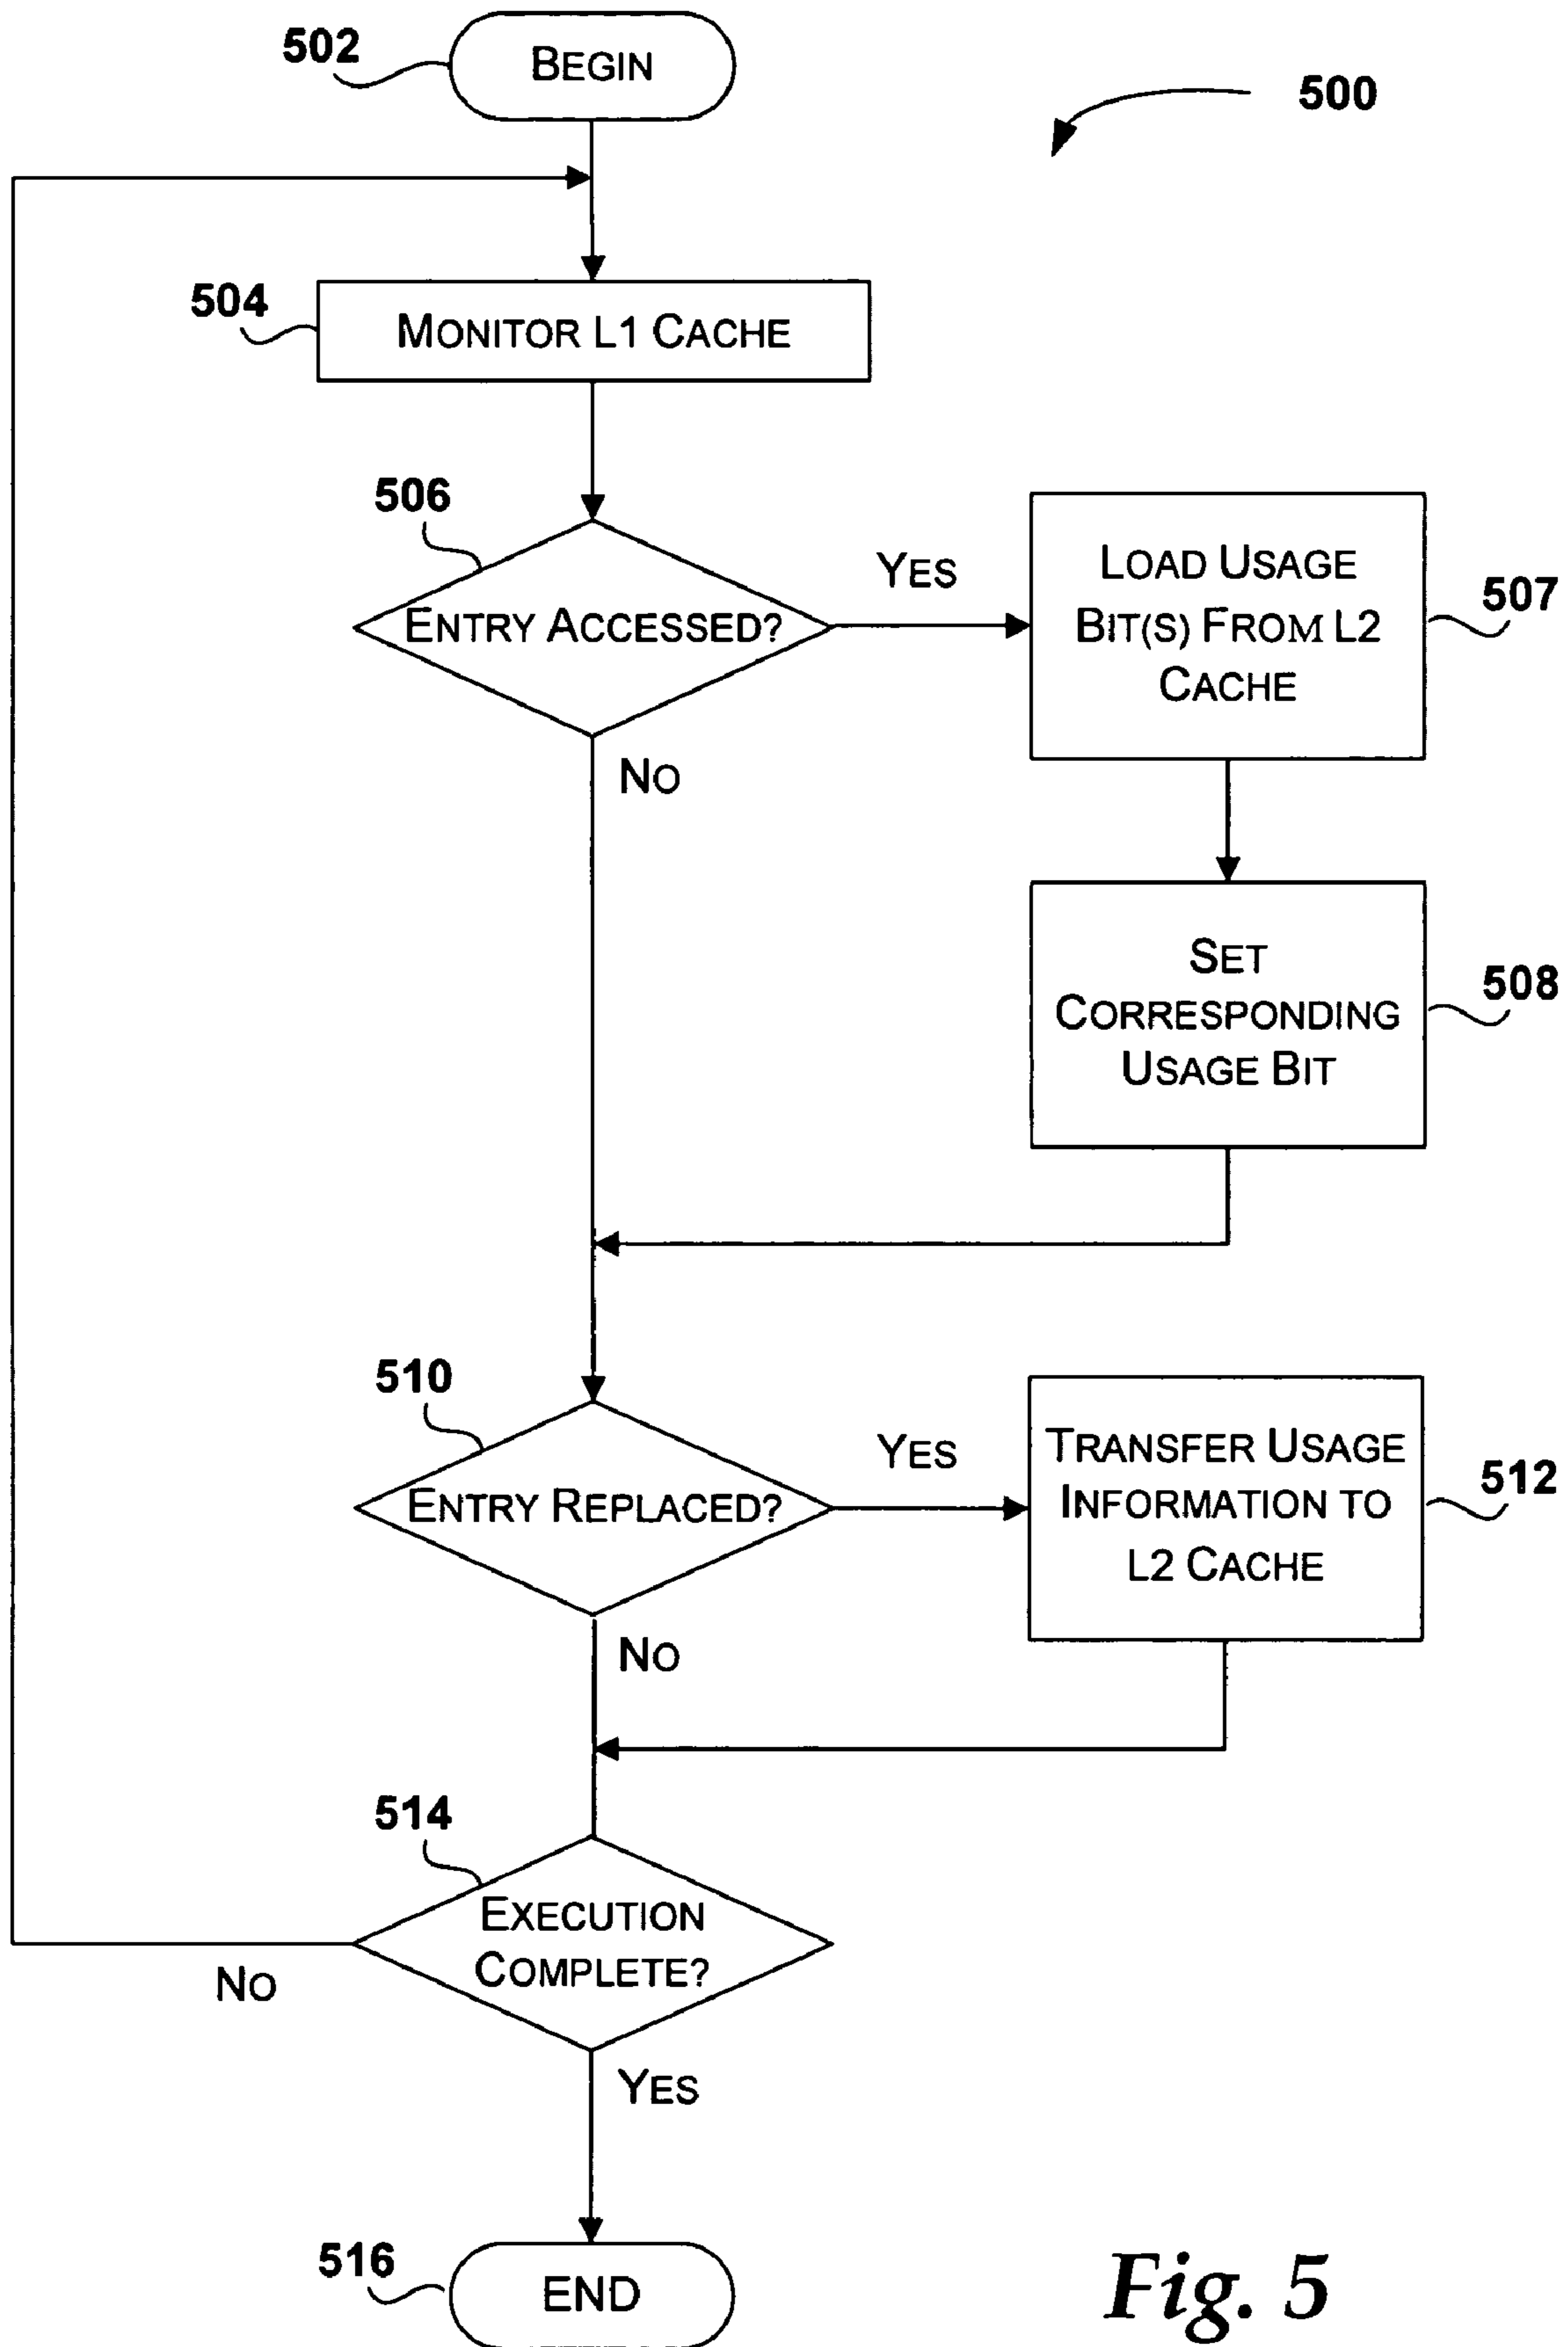 502
BEGIN
500
504
MONITOR L1 CACHE
506
ENTRY ACCESSED?
YES
NO
LOAD USAGE
BIT(S) FROM L2
CACHE
507
SET
CORRESPONDING
USAGE BIT
508
510
ENTRY REPLACED?
YES
NO
TRANSFER USAGE
INFORMATION TO
L2 CACHE
512
514
EXECUTION
COMPLETE?
NO
YES
516
END
Fig. 5